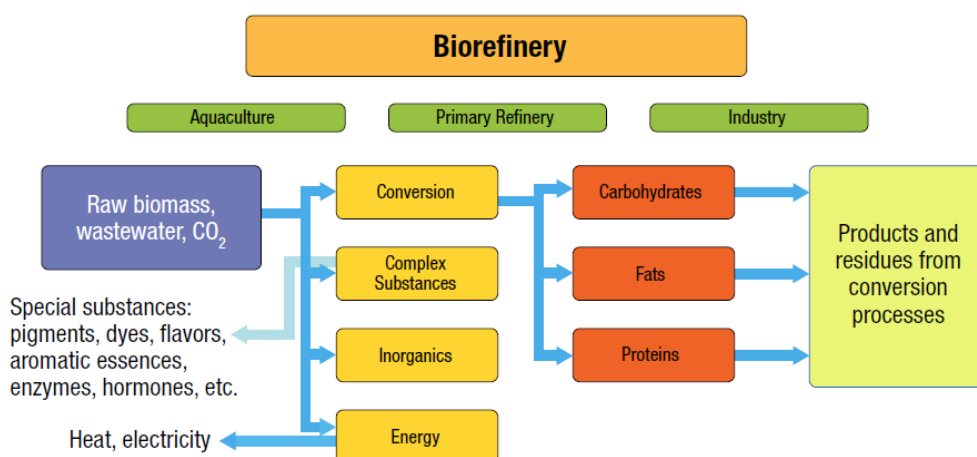 Biorefinery
Aquaculture
Primary Refinery
Industry
Raw biomass,
wastewater, CO₂
Conversion
Carbohydrates
Products and
residues from
conversion
processes
Complex
Substances
Fats
Special substances:
pigments, dyes, flavors,
aromatic essences,
enzymes, hormones, etc.
Inorganics
Proteins
Heat, electricity
Energy